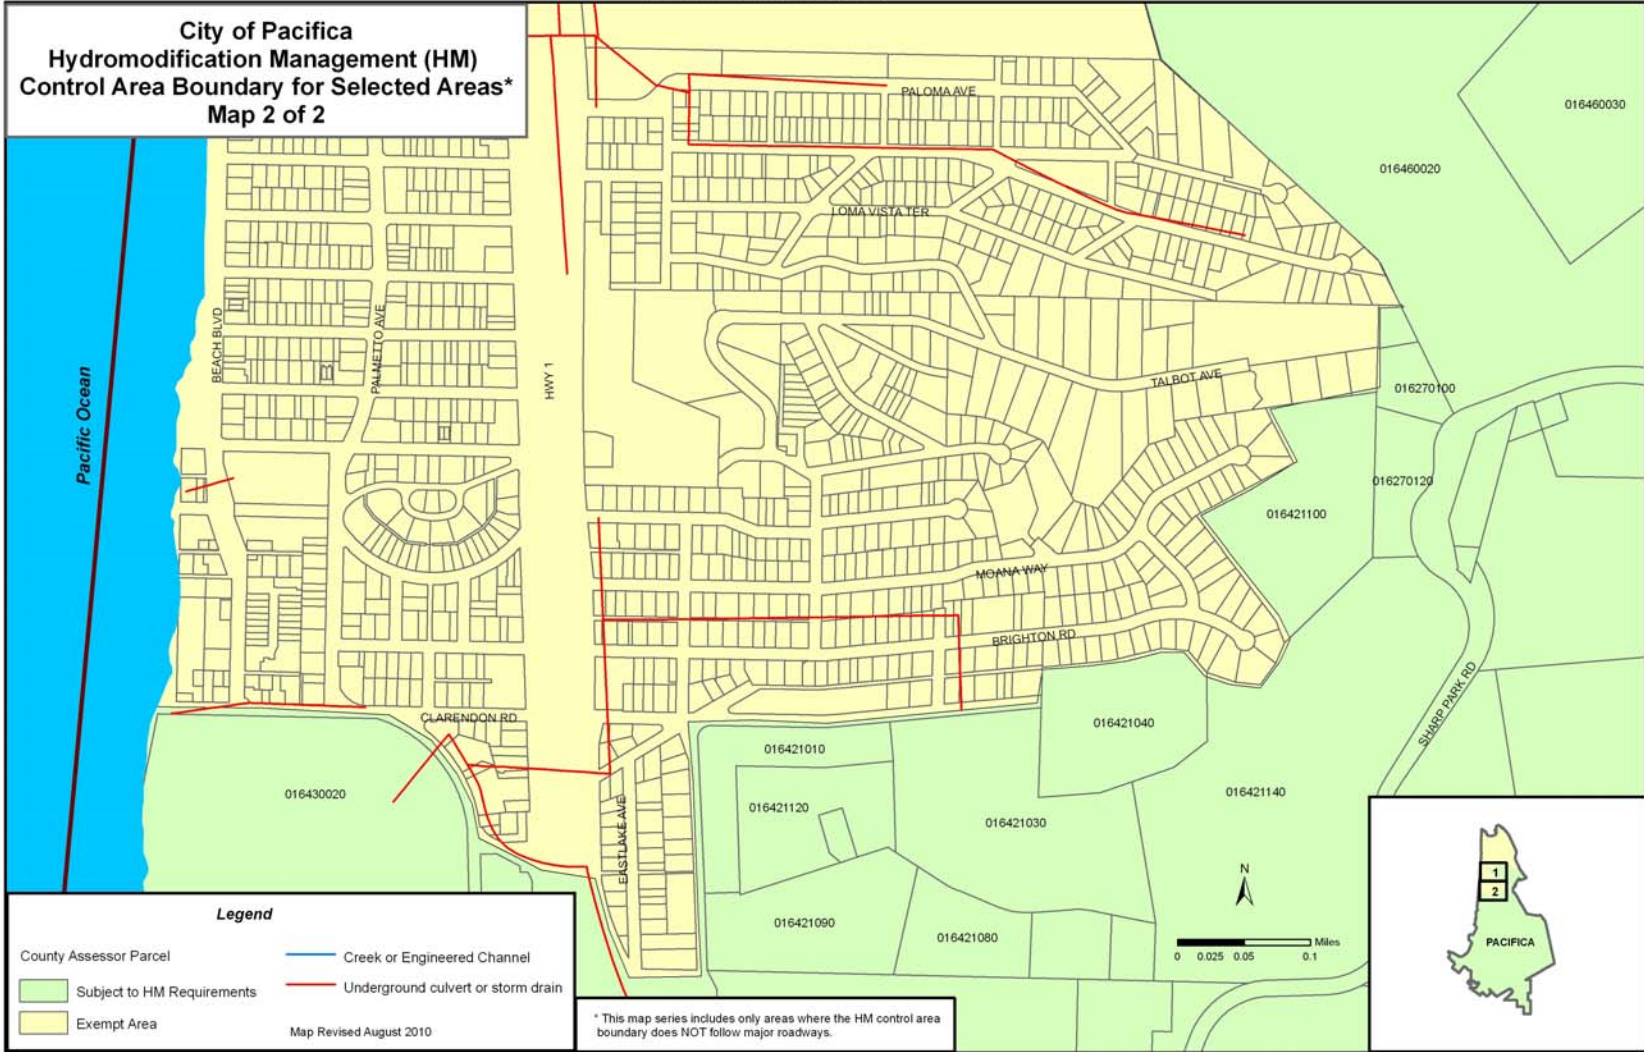 City of Pacifica
Hydromodification Management (HM)
Control Area Boundary for Selected Areas*
Map 2 of 2
PALOMA AVE
016460030
016460020
LOMA VISTA TER
BEACH BLVD
PALMETTO AVE
HWY 1
Pacific Ocean
TALBOT AVE
016270100
016270120
016421100
MOANA WAY
BRIGHTON RD
SHARP PARK RD
CLARENDON RD
016421040
016421010
016430020
016421120
016421030
016421140
EASTLAKE AVE
016421090
016421080
N
Miles
0 0.025 0.05 0.1
1
2
PACIFICA
Legend
County Assessor Parcel
Subject to HM Requirements
Exempt Area
Creek or Engineered Channel
Underground culvert or storm drain
Map Revised August 2010
* This map series includes only areas where the HM control area
boundary does NOT follow major roadways.